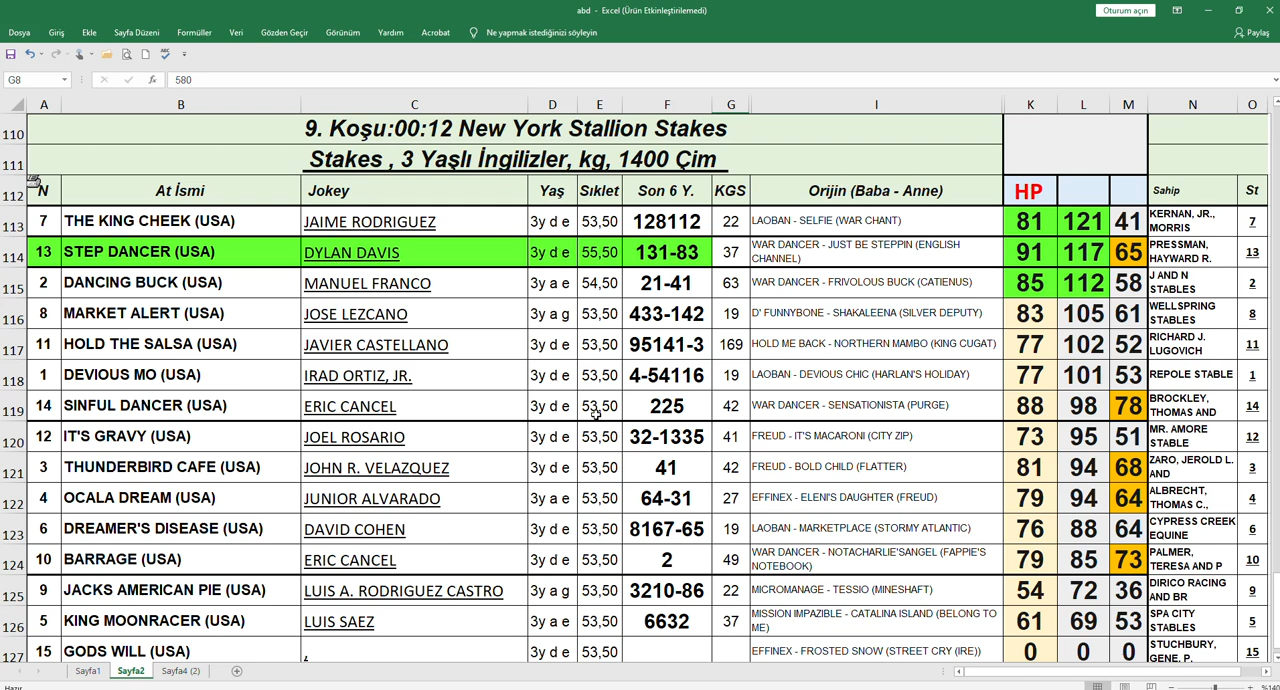 abd - Excel (Ürün Etkinleştirilemedi)
Oturum açın
Dosya Giriş Ekle Sayfa Düzeni Formüller Veri Gözden Geçir Görünüm Yardım Acrobat Ne yapmak istediğinizi söyleyin Paylaş
G8 fx 580
A B C D E F G I K L M N O
110 9. Koşu:00:12 New York Stallion Stakes
111 Stakes , 3 Yaşlı İngilizler, kg, 1400 Çim
112 N At İsmi Jokey Yaş Sıklet Son 6 Y. KGS Orijin (Baba - Anne) HP Sahip St
113 7 THE KING CHEEK (USA) JAIME RODRIGUEZ 3y d e 53,50 128112 22 LAOBAN - SELFIE (WAR CHANT) 81 121 41 KERNAN, JR., MORRIS 7
114 13 STEP DANCER (USA) DYLAN DAVIS 3y d e 55,50 131-83 37 WAR DANCER - JUST BE STEPPIN (ENGLISH CHANNEL) 91 117 65 PRESSMAN, HAYWARD R. 13
115 2 DANCING BUCK (USA) MANUEL FRANCO 3y a e 54,50 21-41 63 WAR DANCER - FRIVOLOUS BUCK (CATIENUS) 85 112 58 J AND N STABLES 2
116 8 MARKET ALERT (USA) JOSE LEZCANO 3y a g 53,50 433-142 19 D' FUNNYBONE - SHAKALEENA (SILVER DEPUTY) 83 105 61 WELLSPRING STABLES 8
117 11 HOLD THE SALSA (USA) JAVIER CASTELLANO 3y d e 53,50 95141-3 169 HOLD ME BACK - NORTHERN MAMBO (KING CUGAT) 77 102 52 RICHARD J. LUGOVICH 11
118 1 DEVIOUS MO (USA) IRAD ORTIZ, JR. 3y d e 53,50 4-54116 19 LAOBAN - DEVIOUS CHIC (HARLAN'S HOLIDAY) 77 101 53 REPOLE STABLE 1
119 14 SINFUL DANCER (USA) ERIC CANCEL 3y d e 53,50 225 42 WAR DANCER - SENSATIONISTA (PURGE) 88 98 78 BROCKLEY, THOMAS AND 14
120 12 IT'S GRAVY (USA) JOEL ROSARIO 3y d e 53,50 32-1335 41 FREUD - IT'S MACARONI (CITY ZIP) 73 95 51 MR. AMORE STABLE 12
121 3 THUNDERBIRD CAFE (USA) JOHN R. VELAZQUEZ 3y d e 53,50 41 42 FREUD - BOLD CHILD (FLATTER) 81 94 68 ZARO, JEROLD L. AND 3
122 4 OCALA DREAM (USA) JUNIOR ALVARADO 3y a e 53,50 64-31 27 EFFINEX - ELENI'S DAUGHTER (FREUD) 79 94 64 ALBRECHT, THOMAS C., 4
123 6 DREAMER'S DISEASE (USA) DAVID COHEN 3y d e 53,50 8167-65 19 LAOBAN - MARKETPLACE (STORMY ATLANTIC) 76 88 64 CYPRESS CREEK EQUINE 6
124 10 BARRAGE (USA) ERIC CANCEL 3y d e 53,50 2 49 WAR DANCER - NOTACHARLIE'SANGEL (FAPPIE'S NOTEBOOK) 79 85 73 PALMER, TERESA AND P 10
125 9 JACKS AMERICAN PIE (USA) LUIS A. RODRIGUEZ CASTRO 3y a g 53,50 3210-86 22 MICROMANAGE - TESSIO (MINESHAFT) 54 72 36 DIRICO RACING AND BR 9
126 5 KING MOONRACER (USA) LUIS SAEZ 3y a e 53,50 6632 37 MISSION IMPAZIBLE - CATALINA ISLAND (BELONG TO ME) 61 69 53 SPA CITY STABLES 5
127 15 GODS WILL (USA) 3y d e 53,50 EFFINEX - FROSTED SNOW (STREET CRY (IRE)) 0 0 0 STUCHBURY, GENE, P. 15
Sayfa1 Sayfa2 Sayfa4 (2)
Hazır %140